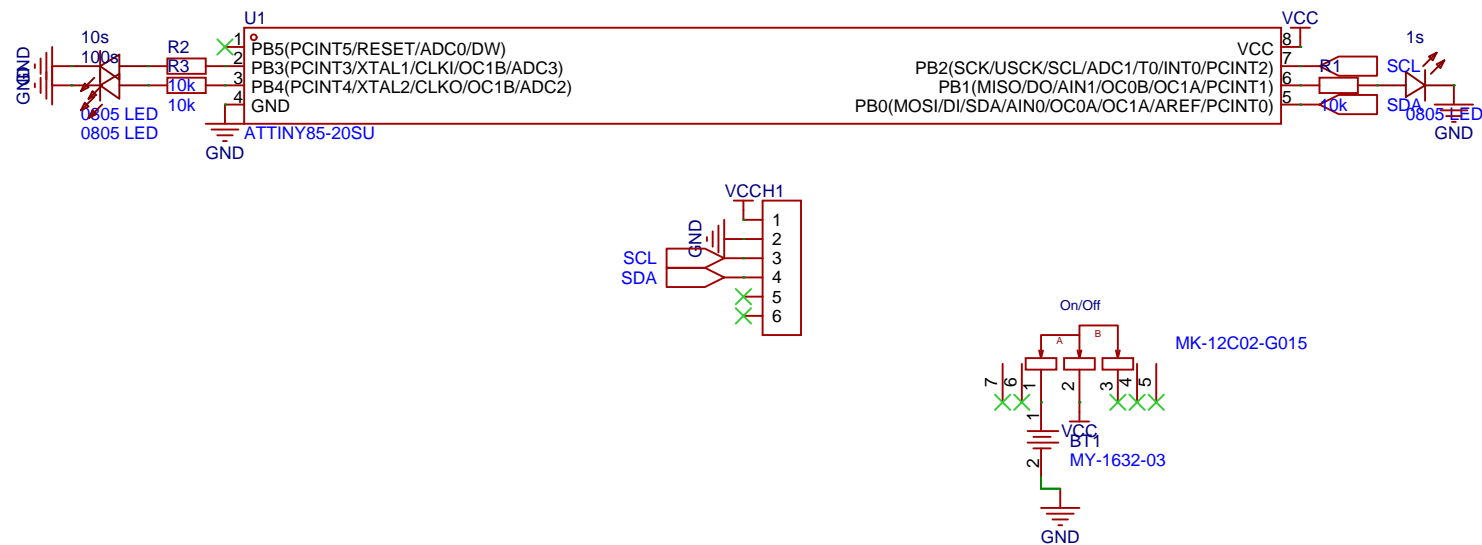 U1
VCC
10s
100s
R2
R3
10k
10k
0805 LED
0805 LED
GND
GND
1
2
3
4
PB5(PCINT5/RESET/ADC0/DW)
PB3(PCINT3/XTAL1/CLKI/OC1B/ADC3)
PB4(PCINT4/XTAL2/CLKO/OC1B/ADC2)
GND
GND
ATTINY85-20SU
VCC
PB2(SCK/USCK/SCL/ADC1/T0/INT0/PCINT2)
PB1(MISO/DO/AIN1/OC0B/OC1A/PCINT1)
PB0(MOSI/DI/SDA/AIN0/OC0A/OC1A/AREF/PCINT0)
8
7
6
5
1s
R1
SCL
10k
SDA
0805 LED
GND
VCC
H1
GND
SCL
SDA
1
2
3
4
5
6
On/Off
A
B
MK-12C02-G015
7
6
1
2
3
4
5
1
VCC
BT1
2
MY-1632-03
GND